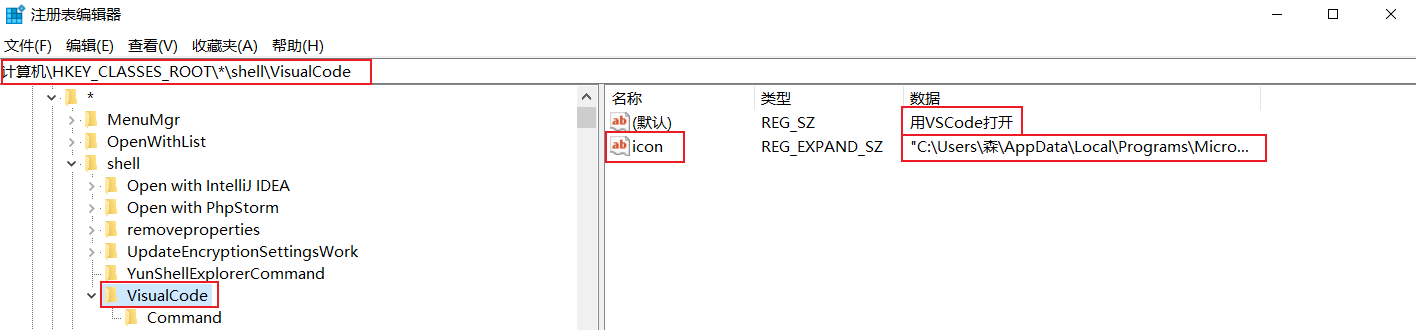 注册表编辑器
文件(F) 编辑(E) 查看(V) 收藏夹(A) 帮助(H)
计算机\HKEY_CLASSES_ROOT\*\shell\VisualCode
*
MenuMgr
OpenWithList
shell
Open with IntelliJ IDEA
Open with PhpStorm
removeproperties
UpdateEncryptionSettingsWork
YunShellExplorerCommand
VisualCode
Command
名称 类型 数据
ab (默认) REG_SZ 用VSCode打开
ab icon REG_EXPAND_SZ "C:\Users\森\AppData\Local\Programs\Micro...